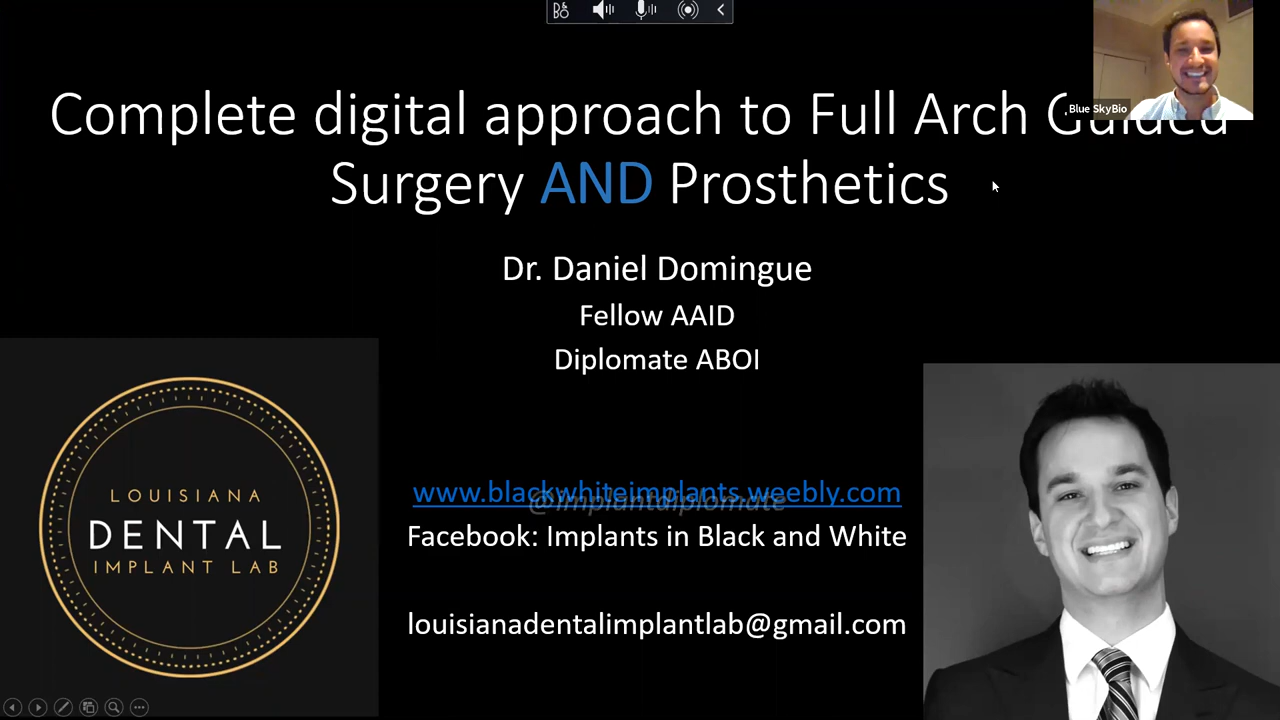 B&O
Complete digital approach to Full Arch Guided
Blue SkyBio
Surgery AND Prosthetics
Dr. Daniel Domingue
Fellow AAID
Diplomate ABOI
www.blackwhiteimplants.weebly.com
@implantdiplomate
Facebook: Implants in Black and White
louisianadentalimplantlab@gmail.com
LOUISIANA
DENTAL
IMPLANT LAB